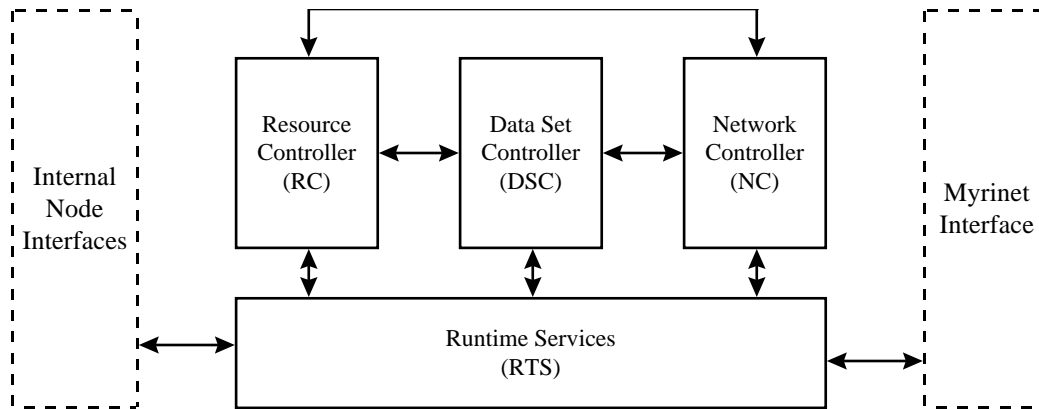 Internal
Node
Interfaces
Resource
Controller
(RC)
Data Set
Controller
(DSC)
Network
Controller
(NC)
Myrinet
Interface
Runtime Services
(RTS)